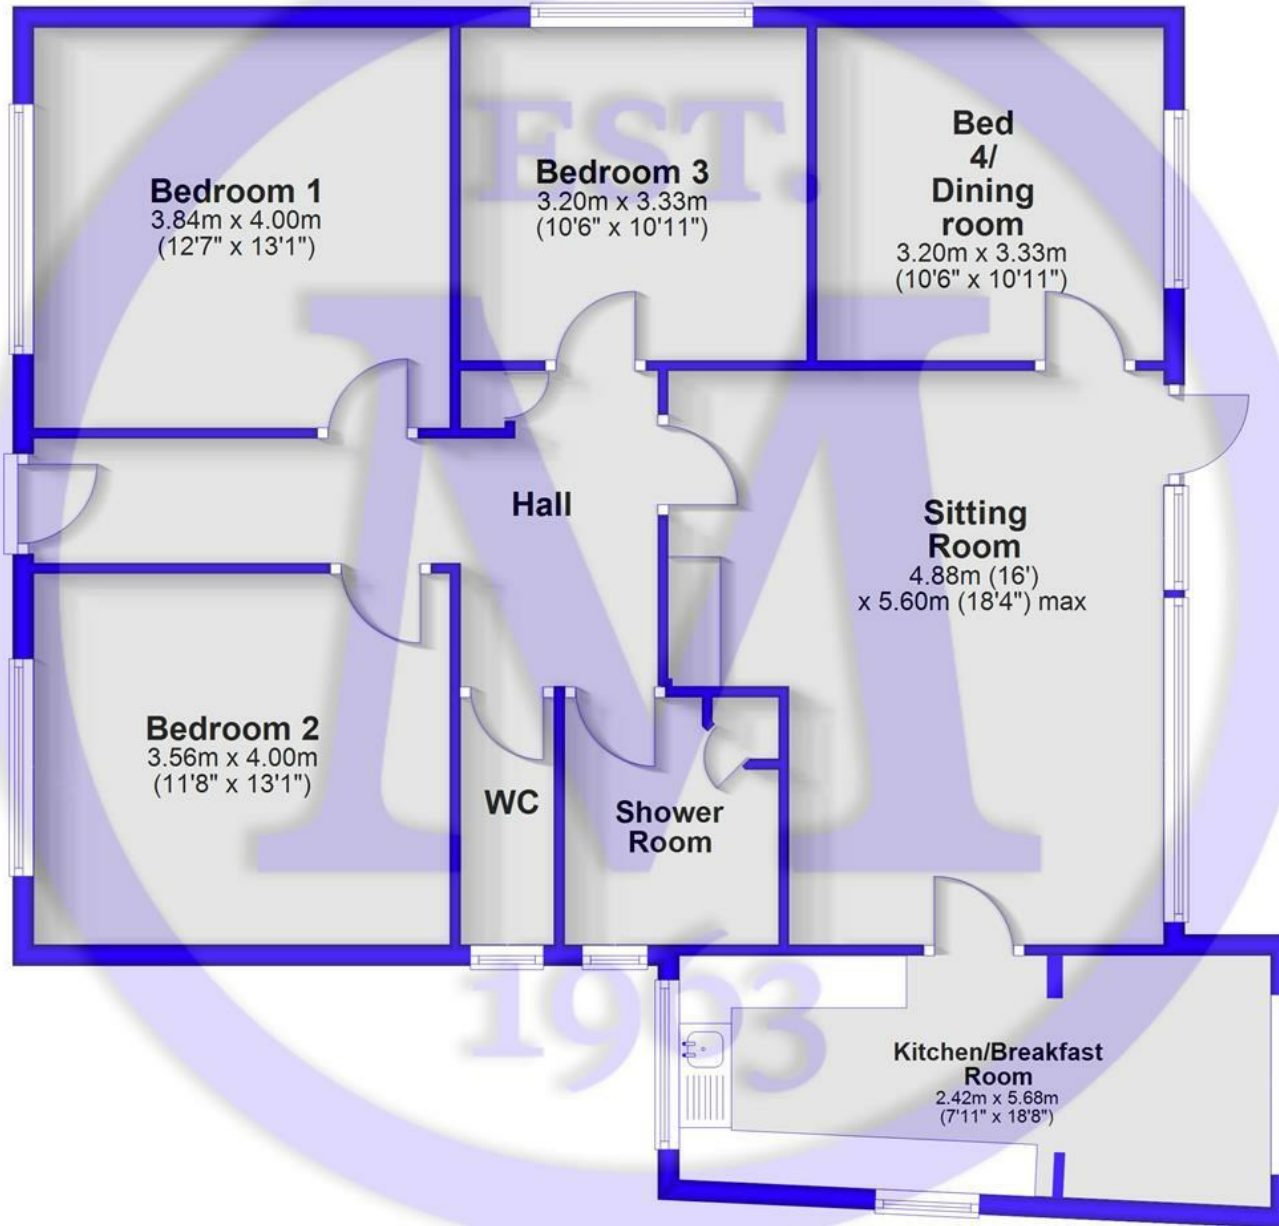 EST.
Bedroom 1
3.84m x 4.00m
(12'7" x 13'1")
Bedroom 3
3.20m x 3.33m
(10'6" x 10'11")
Bed
4/
Dining
room
3.20m x 3.33m
(10'6" x 10'11")
Hall
Sitting
Room
4.88m (16')
x 5.60m (18'4") max
Bedroom 2
3.56m x 4.00m
(11'8" x 13'1")
WC
Shower
Room
M
1963
Kitchen/Breakfast
Room
2.42m x 5.68m
(7'11" x 18'8")